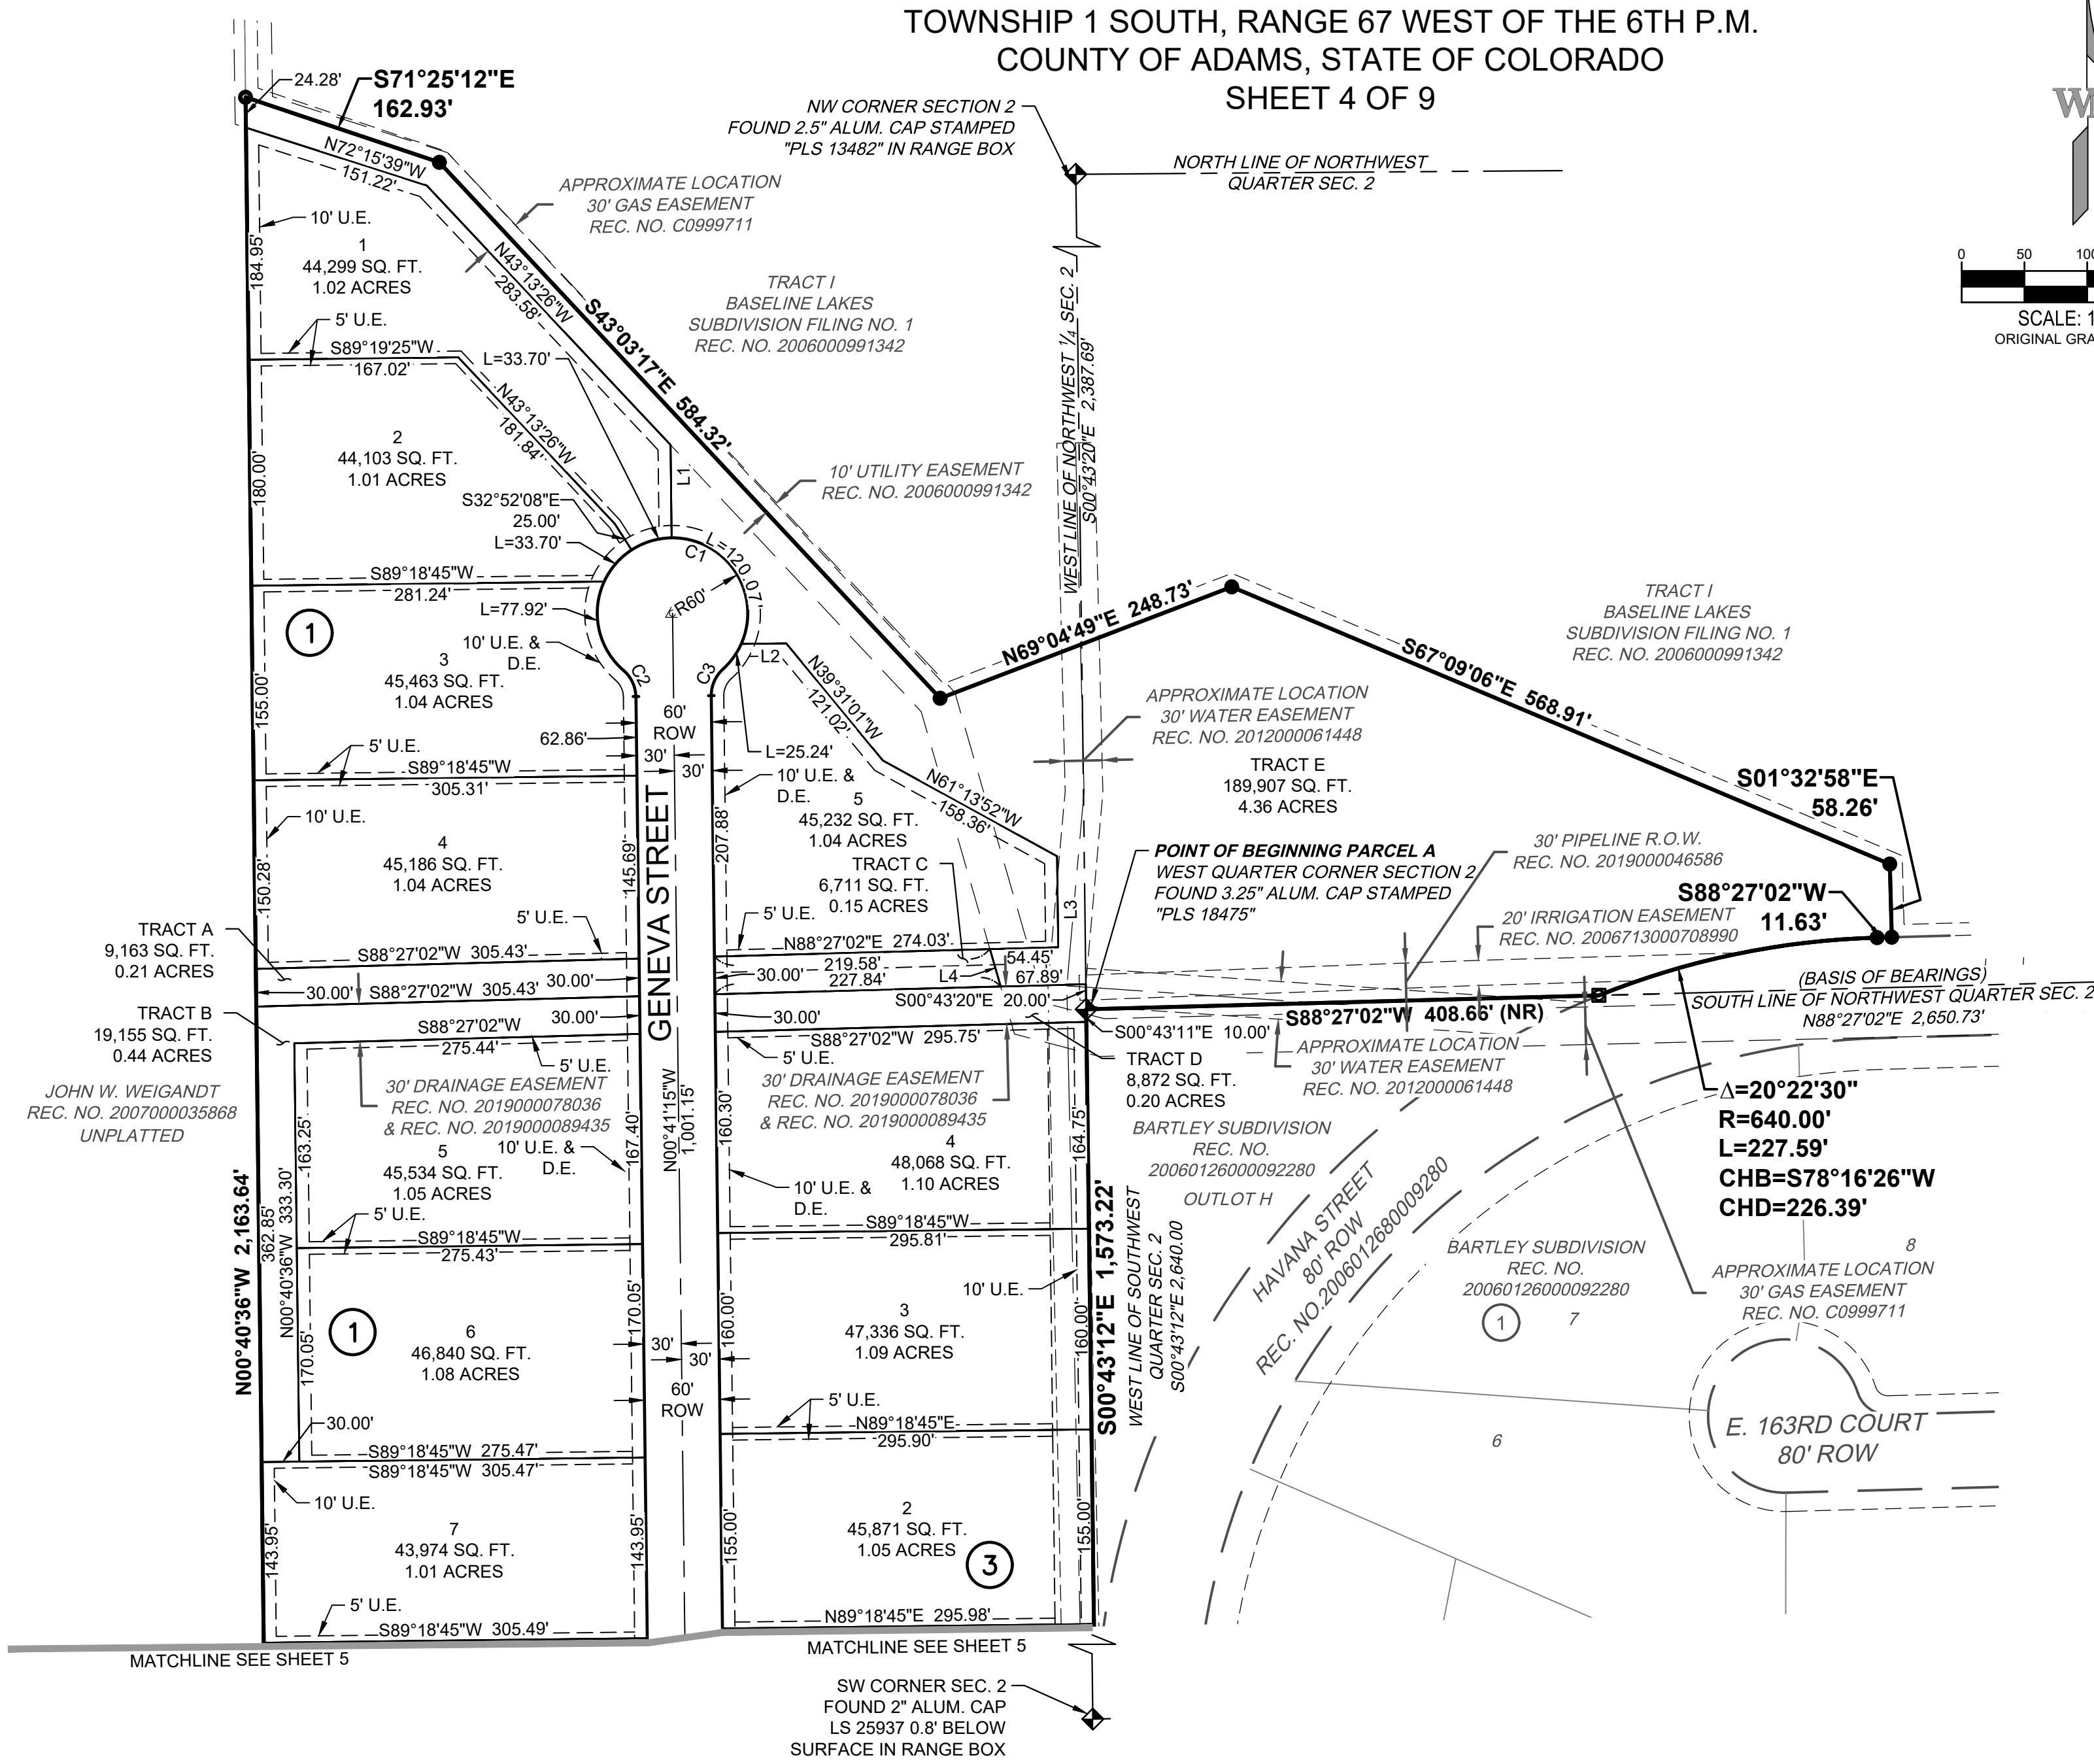 TOWNSHIP 1 SOUTH, RANGE 67 WEST OF THE 6TH P.M.
COUNTY OF ADAMS, STATE OF COLORADO
SHEET 4 OF 9
0
50
SCALE: 1
ORIGINAL GRA
24.28'
S71°25'12"E
162.93'
N72°15'39"W
151.22'
NW CORNER SECTION 2
FOUND 2.5" ALUM. CAP STAMPED
"PLS 13482" IN RANGE BOX
NORTH LINE OF NORTHWEST
QUARTER SEC. 2
APPROXIMATE LOCATION
30' GAS EASEMENT
REC. NO. C0999711
10' U.E.
184.95'
1
44,299 SQ. FT.
1.02 ACRES
N43°13'26"W
283.58'
S43°03'17"E 584.32'
TRACT I
BASELINE LAKES
SUBDIVISION FILING NO. 1
REC. NO. 2006000991342
WEST LINE OF NORTHWEST 1/4 SEC. 2
S00°43'20"E 2,387.69'
5' U.E.
S89°19'25"W
167.02'
L=33.70'
N43°13'26"W
181.84'
2
44,103 SQ. FT.
1.01 ACRES
180.00'
S32°52'08"E
25.00'
L=33.70'
L1
10' UTILITY EASEMENT
REC. NO. 2006000991342
C1
L=120.07'
R60'
S89°18'45"W
281.24'
L=77.92'
1
10' U.E. &
D.E.
3
45,463 SQ. FT.
1.04 ACRES
155.00'
C2
C3
L2
N39°31'01"W
121.02'
N69°04'49"E 248.73'
TRACT I
BASELINE LAKES
SUBDIVISION FILING NO. 1
REC. NO. 2006000991342
S67°09'06"E 568.91'
60'
ROW
62.86'
30'
30'
L=25.24'
5' U.E.
S89°18'45"W
305.31'
10' U.E. &
D.E.
5
45,232 SQ. FT.
1.04 ACRES
N61°13'52"W
158.36'
APPROXIMATE LOCATION
30' WATER EASEMENT
REC. NO. 2012000061448
TRACT E
189,907 SQ. FT.
4.36 ACRES
S01°32'58"E
58.26'
10' U.E.
4
45,186 SQ. FT.
1.04 ACRES
150.28'
145.69'
207.88'
GENEVA STREET
TRACT C
6,711 SQ. FT.
0.15 ACRES
L3
POINT OF BEGINNING PARCEL A
WEST QUARTER CORNER SECTION 2
FOUND 3.25" ALUM. CAP STAMPED
"PLS 18475"
30' PIPELINE R.O.W.
REC. NO. 2019000046586
S88°27'02"W
11.63'
20' IRRIGATION EASEMENT
REC. NO. 2006713000708990
TRACT A
9,163 SQ. FT.
0.21 ACRES
5' U.E.
S88°27'02"W 305.43'
5' U.E.
N88°27'02"E 274.03'
219.58'
54.45'
30.00'
S88°27'02"W 305.43'
30.00'
30.00'
227.84'
L4
67.89'
S00°43'20"E 20.00'
(BASIS OF BEARINGS)
SOUTH LINE OF NORTHWEST QUARTER SEC. 2
N88°27'02"E 2,650.73'
TRACT B
19,155 SQ. FT.
0.44 ACRES
S88°27'02"W
275.44'
30.00'
30.00'
S88°27'02"W 295.75'
S00°43'11"E 10.00'
S88°27'02"W 408.66' (NR)
5' U.E.
5' U.E.
TRACT D
8,872 SQ. FT.
0.20 ACRES
APPROXIMATE LOCATION
30' WATER EASEMENT
REC. NO. 2012000061448
JOHN W. WEIGANDT
REC. NO. 2007000035868
UNPLATTED
30' DRAINAGE EASEMENT
REC. NO. 2019000078036
& REC. NO. 2019000089435
30' DRAINAGE EASEMENT
REC. NO. 2019000078036
& REC. NO. 2019000089435
Δ=20°22'30"
R=640.00'
L=227.59'
CHB=S78°16'26"W
CHD=226.39'
163.25'
5
45,534 SQ. FT.
1.05 ACRES
10' U.E. &
D.E.
167.40'
N00°41'15"W
1,001.15'
160.30'
4
48,068 SQ. FT.
1.10 ACRES
10' U.E. &
D.E.
164.75'
BARTLEY SUBDIVISION
REC. NO.
20060126000092280
OUTLOT H
HAVANA STREET
80' ROW
REC. NO.20060126800009280
N00°40'36"W 2,163.64'
362.85'
N00°40'36"W 333.30'
5' U.E.
S89°18'45"W
275.43'
S89°18'45"W
295.81'
S00°43'12"E 1,573.22'
WEST LINE OF SOUTHWEST
QUARTER SEC. 2
S00°43'12"E 2,640.00
BARTLEY SUBDIVISION
REC. NO.
20060126000092280
1
7
8
APPROXIMATE LOCATION
30' GAS EASEMENT
REC. NO. C0999711
10' U.E.
1
6
46,840 SQ. FT.
1.08 ACRES
170.05'
170.05'
30'
30'
60'
ROW
160.00'
3
47,336 SQ. FT.
1.09 ACRES
160.00'
5' U.E.
N89°18'45"E
295.90'
E. 163RD COURT
80' ROW
6
30.00'
S89°18'45"W 275.47'
S89°18'45"W 305.47'
10' U.E.
7
43,974 SQ. FT.
1.01 ACRES
143.95'
143.95'
155.00'
2
45,871 SQ. FT.
1.05 ACRES
3
155.00'
5' U.E.
S89°18'45"W 305.49'
N89°18'45"E 295.98'
MATCHLINE SEE SHEET 5
MATCHLINE SEE SHEET 5
SW CORNER SEC. 2
FOUND 2" ALUM. CAP
LS 25937 0.8' BELOW
SURFACE IN RANGE BOX